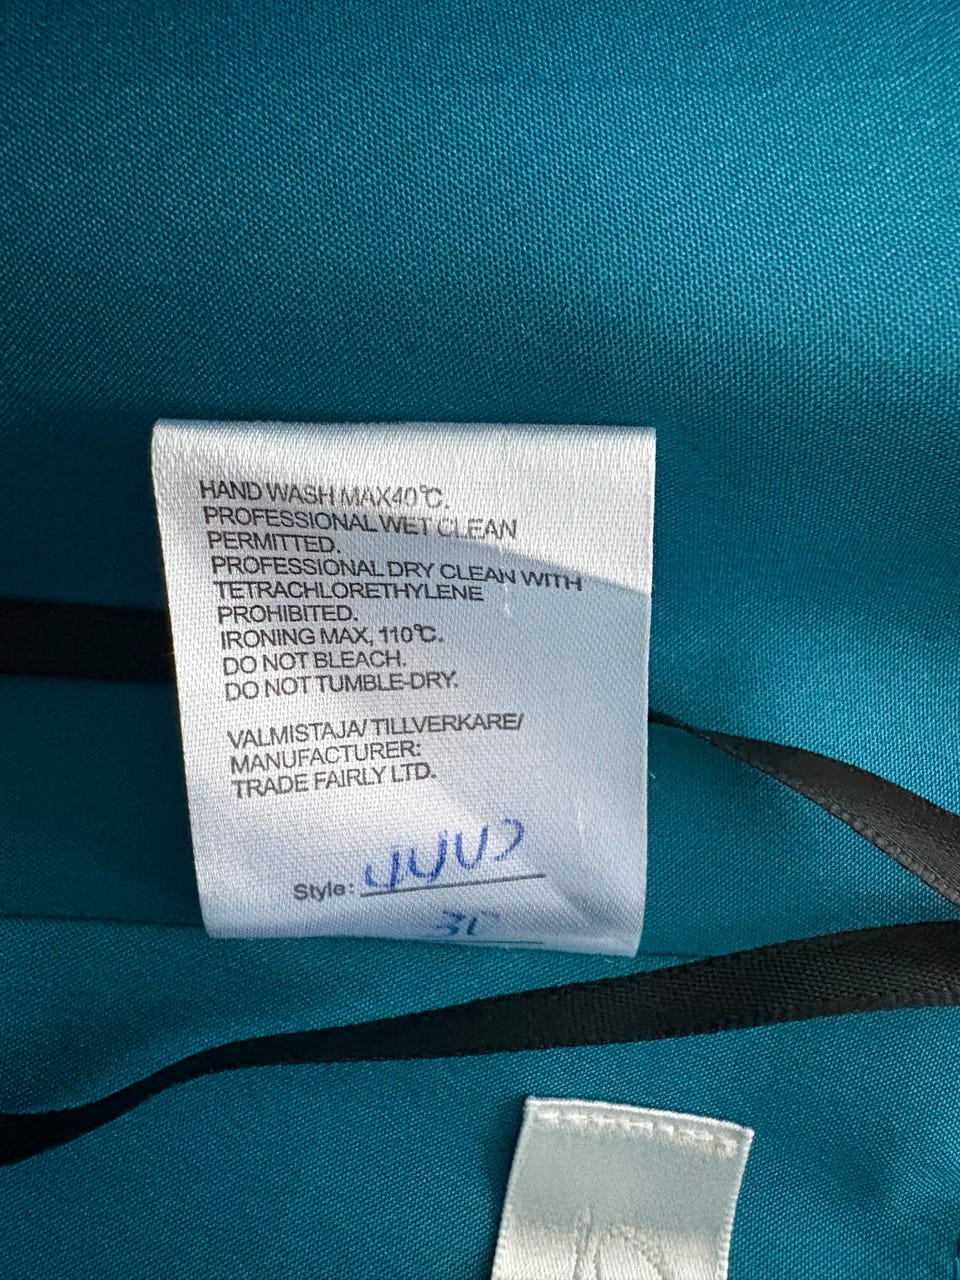 HAND WASH MAX40℃.
PROFESSIONAL WET CLEAN
PERMITTED.
PROFESSIONAL DRY CLEAN WITH
TETRACHLORETHYLENE
PROHIBITED.
IRONING MAX, 110℃.
DO NOT BLEACH.
DO NOT TUMBLE-DRY.
VALMISTAJA/ TILLVERKARE/
MANUFACTURER:
TRADE FAIRLY LTD.
Style: